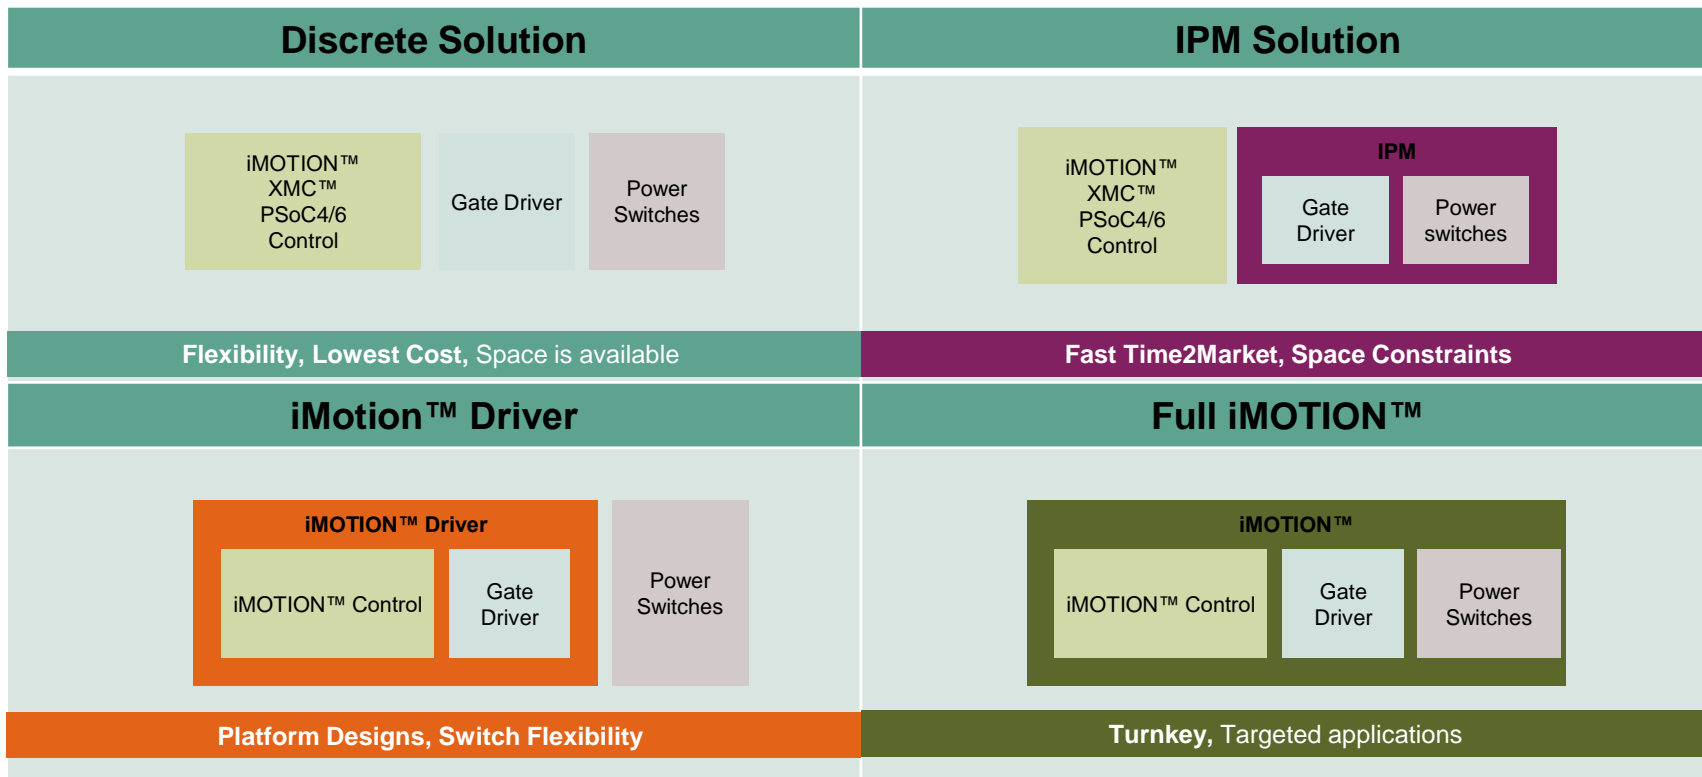 Discrete Solution
IPM Solution
iMOTION™
XMC™
PSoC4/6
Control
Gate Driver
Power
Switches
iMOTION™
XMC™
PSoC4/6
Control
IPM
Gate
Driver
Power
switches
Flexibility, Lowest Cost, Space is available
Fast Time2Market, Space Constraints
iMotion™ Driver
Full iMOTION™
iMOTION™ Driver
iMOTION™ Control
Gate
Driver
Power
Switches
iMOTION™
iMOTION™ Control
Gate
Driver
Power
Switches
Platform Designs, Switch Flexibility
Turnkey, Targeted applications